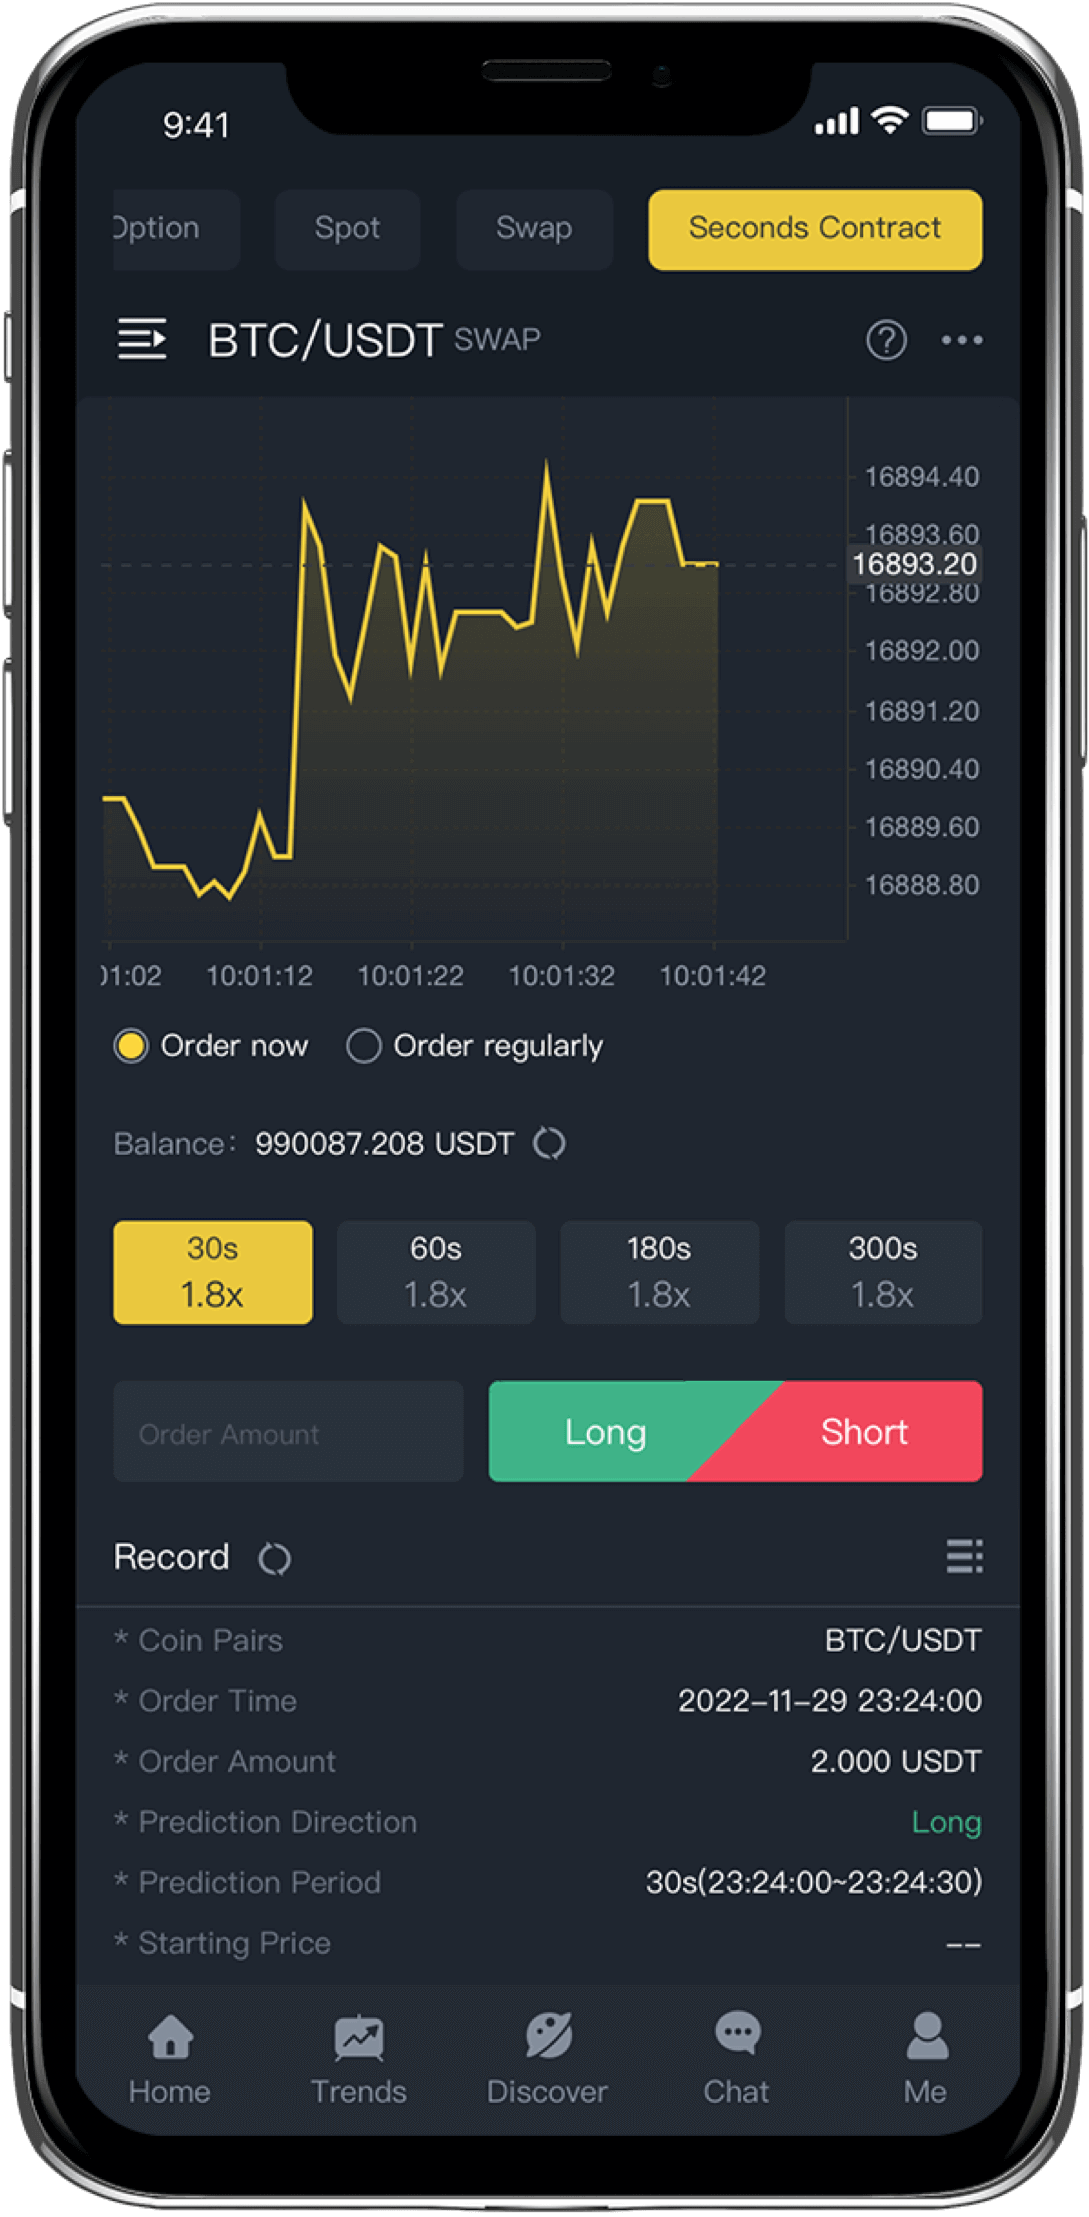 9:41
Option Spot Swap Seconds Contract
BTC/USDT SWAP
16894.40
16893.60
16893.20
16892.80
16892.00
16891.20
16890.40
16889.60
16888.80
01:02 10:01:12 10:01:22 10:01:32 10:01:42
Order now Order regularly
Balance: 990087.208 USDT
30s 60s 180s 300s
1.8x 1.8x 1.8x 1.8x
Order Amount Long Short
Record
* Coin Pairs BTC/USDT
* Order Time 2022-11-29 23:24:00
* Order Amount 2.000 USDT
* Prediction Direction Long
* Prediction Period 30s(23:24:00~23:24:30)
* Starting Price --
Home Trends Discover Chat Me